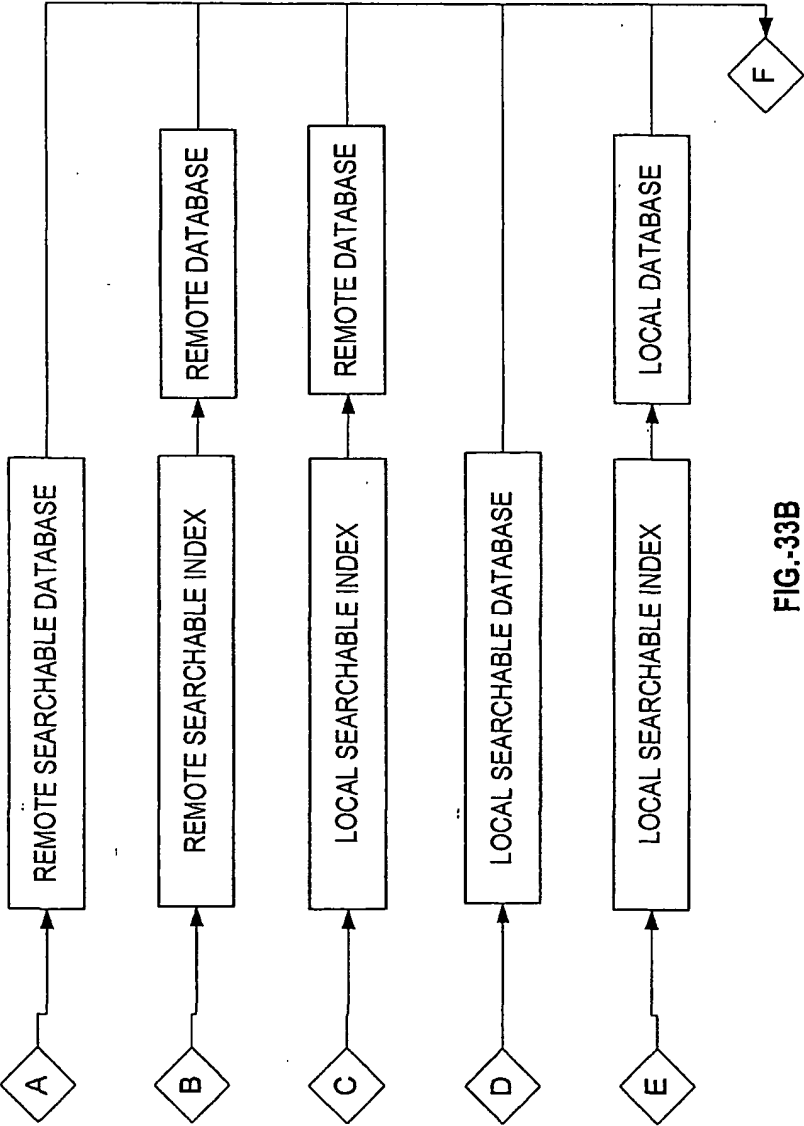 A
REMOTE SEARCHABLE DATABASE
B
REMOTE SEARCHABLE INDEX
REMOTE DATABASE
C
LOCAL SEARCHABLE INDEX
REMOTE DATABASE
D
LOCAL SEARCHABLE DATABASE
E
LOCAL SEARCHABLE INDEX
LOCAL DATABASE
F
FIG.-33B